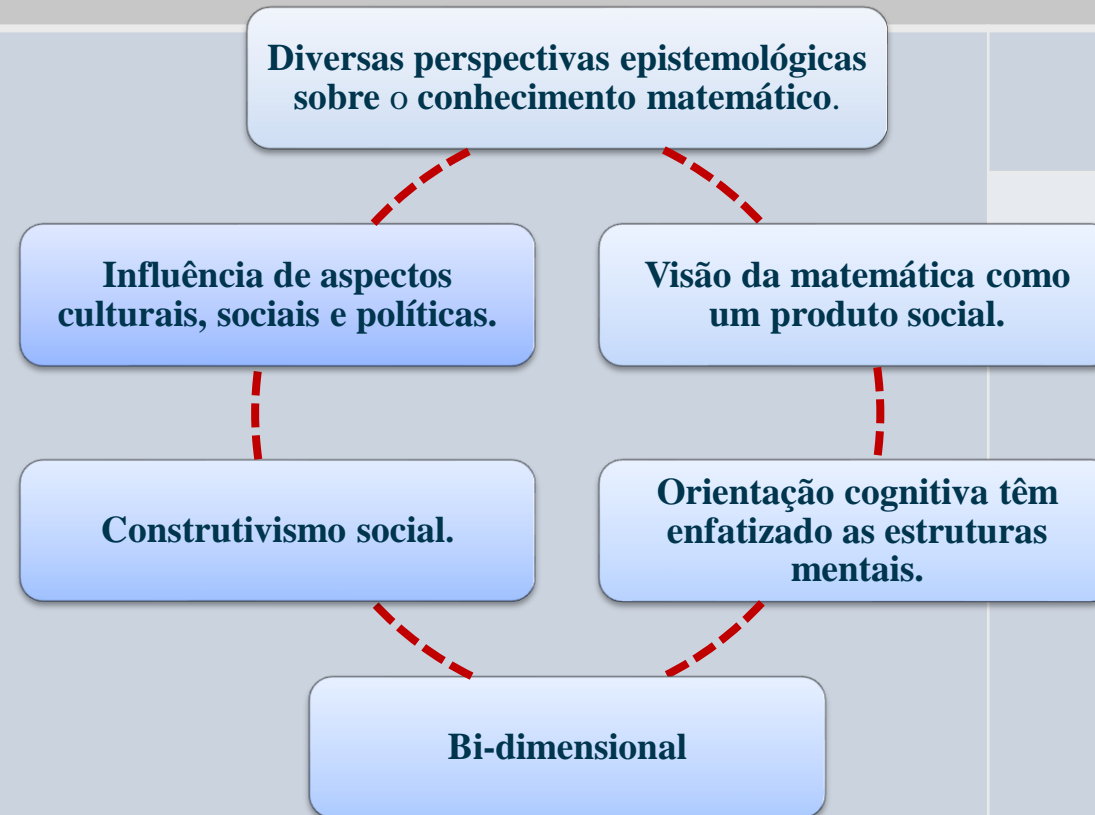 Diversas perspectivas epistemológicas
sobre o conhecimento matemático.
Influência de aspectos
culturais, sociais e políticas.
Visão da matemática como
um produto social.
Construtivismo social.
Orientação cognitiva têm
enfatizado as estruturas
mentais.
Bi-dimensional